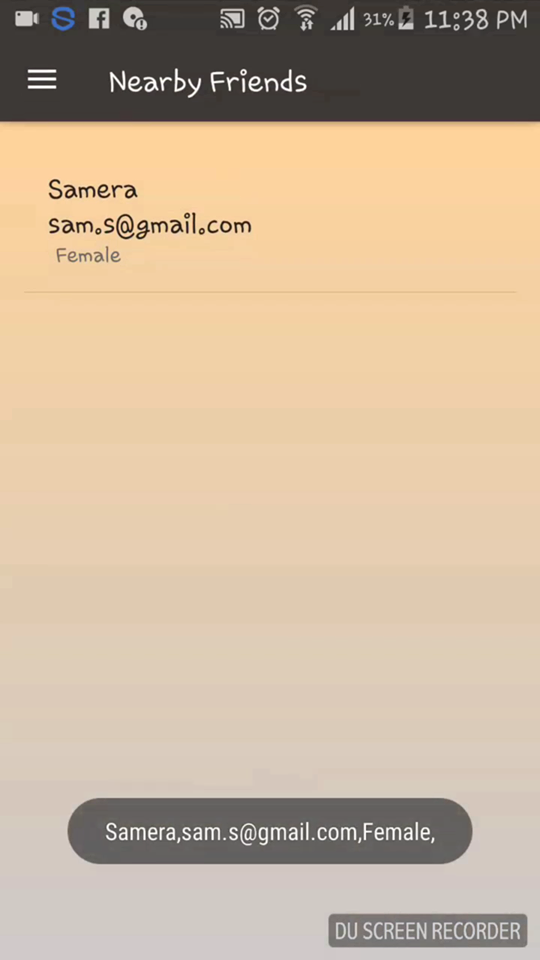 31% 11:38 PM
Nearby Friends
Samera
sam.s@gmail.com
Female
Samera,sam.s@gmail.com,Female,
DU SCREEN RECORDER